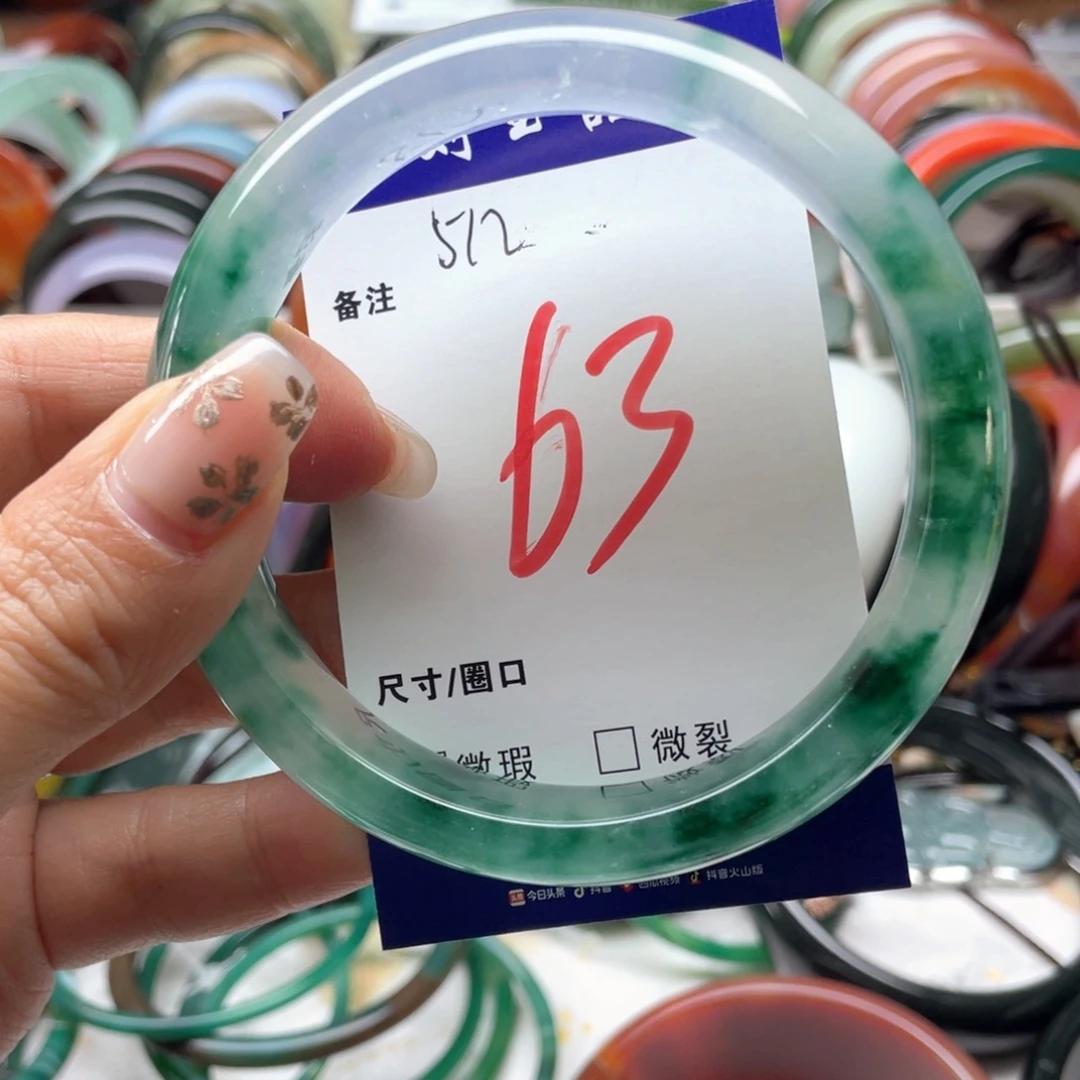 512
备注
63
尺寸/圈口
微瑕 □ 微裂
今日头条 抖音 西瓜视频 抖音火山版